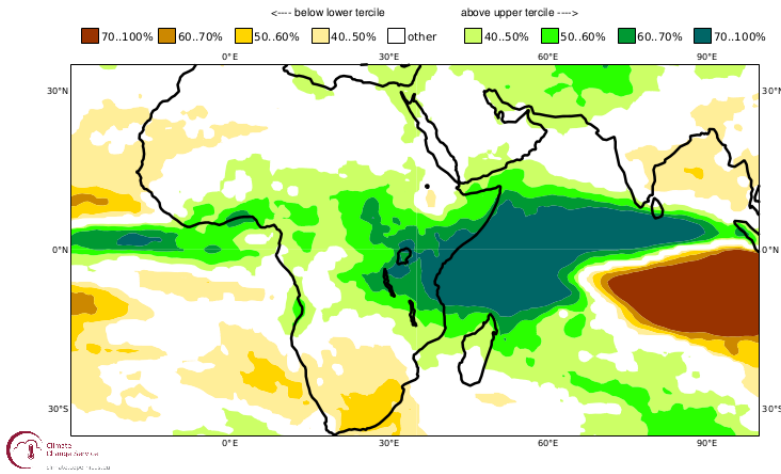 <---- below lower tercile above upper tercile ---->
70..100% 60..70% 50..60% 40..50% other 40..50% 50..60% 60..70% 70..100%
0°E 30°E 60°E 90°E
30°N 30°N
0°N 0°N
30°S 30°S
0°E 30°E 60°E 90°E
Climate
Change Service